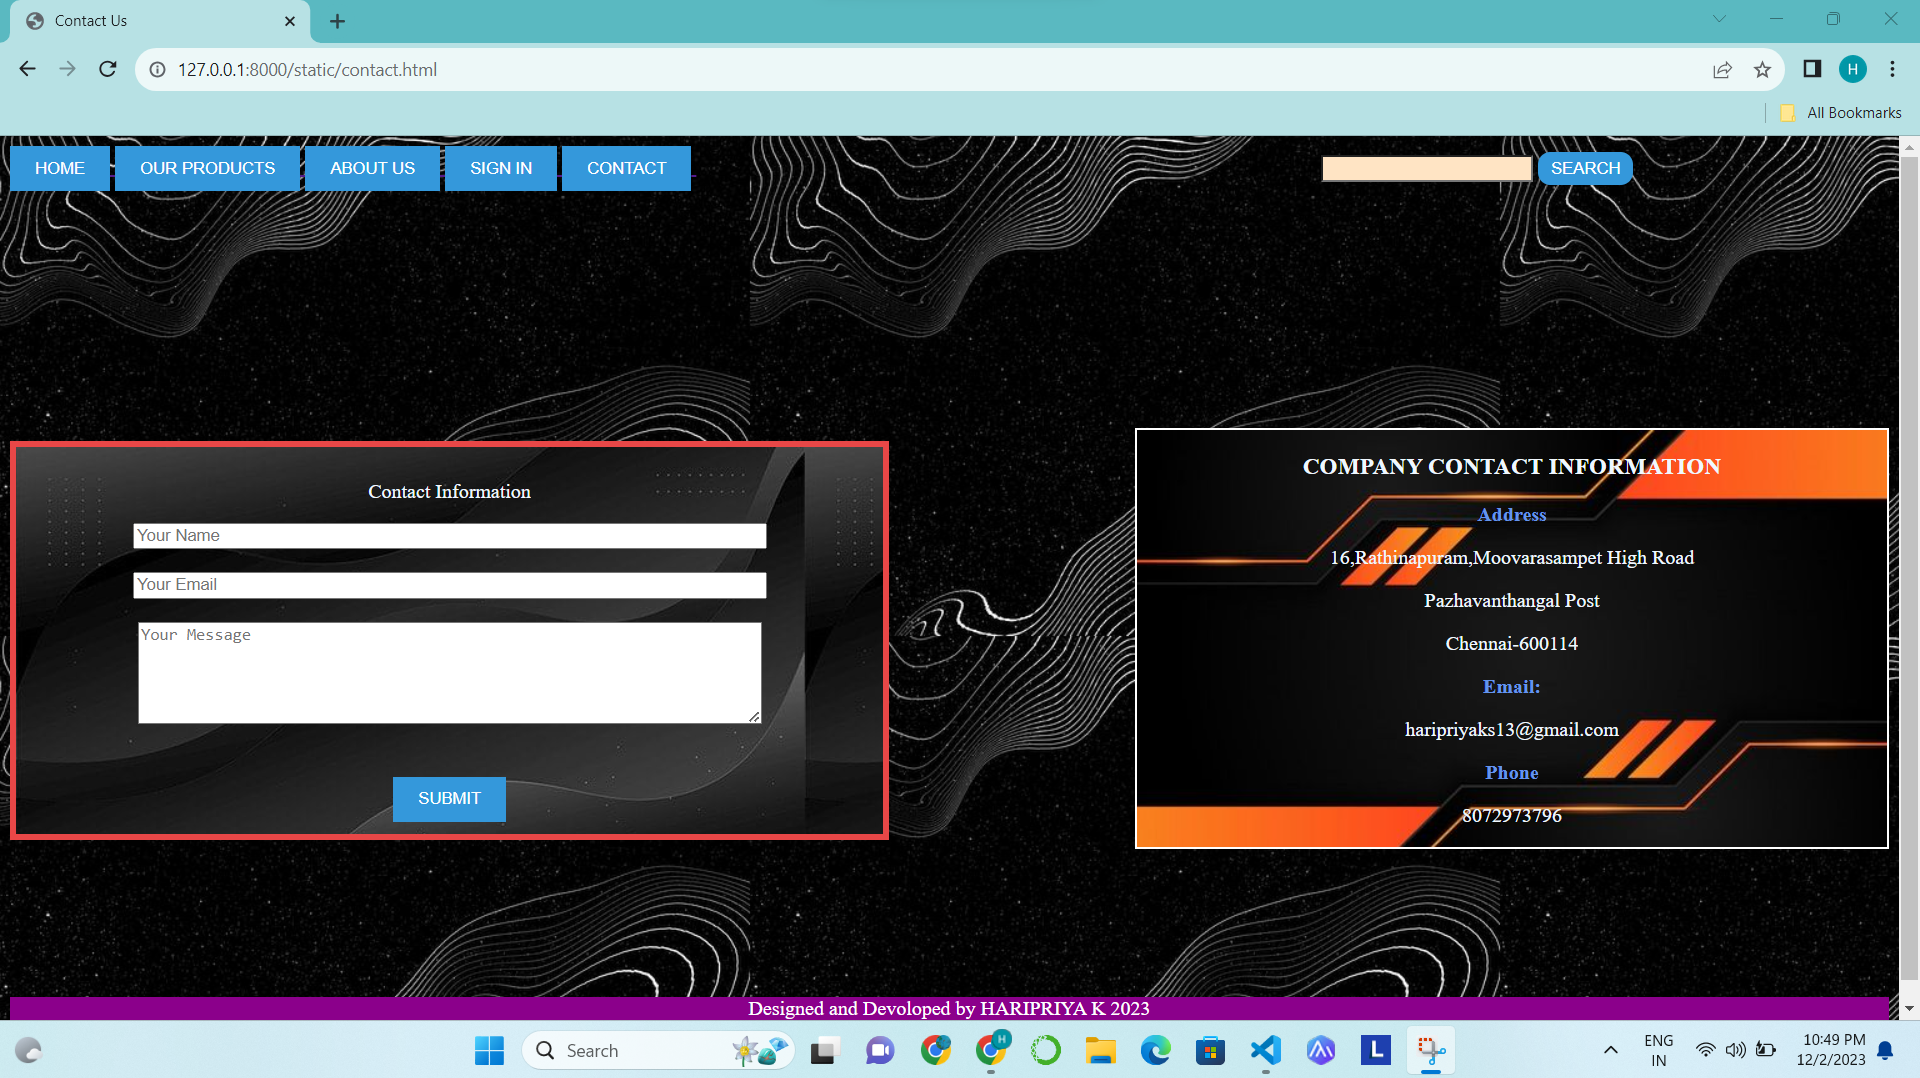 Contact Us
127.0.0.1:8000/static/contact.html
H
All Bookmarks
HOME OUR PRODUCTS ABOUT US SIGN IN CONTACT SEARCH
Contact Information
Your Name
Your Email
Your Message
SUBMIT
COMPANY CONTACT INFORMATION
Address
16,Rathinapuram,Moovarasampet High Road
Pazhavanthangal Post
Chennai-600114
Email:
haripriyaks13@gmail.com
Phone
8072973796
Designed and Devoloped by HARIPRIYA K 2023
Search
H
L
ENG
IN
10:49 PM
12/2/2023